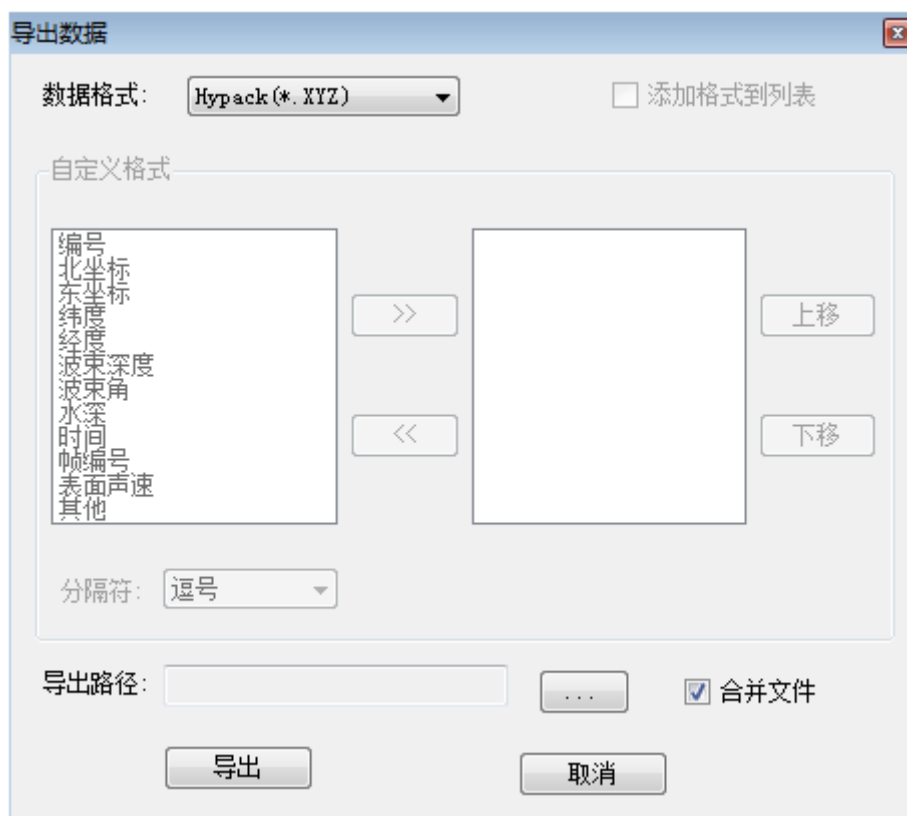 导出数据
数据格式: Hypack(*.XYZ) 添加格式到列表
自定义格式
编号
北坐标
东坐标
纬度
经度
波束深度
波束角
水深
时间
帧编号
表面声速
其他
>> 上移
<< 下移
分隔符: 逗号
导出路径: ... 合并文件
导出 取消